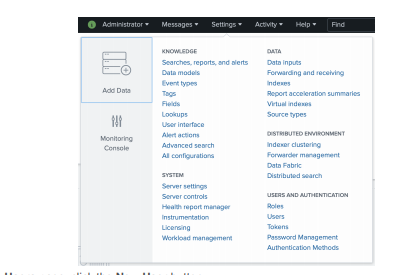 Administrator Messages Settings Activity Help Find
Add Data
Monitoring
Console
KNOWLEDGE
Searches, reports, and alerts
Data models
Event types
Tags
Fields
Lookups
User interface
Alert actions
Advanced search
All configurations
SYSTEM
Server settings
Server controls
Health report manager
Instrumentation
Licensing
Workload management
DATA
Data inputs
Forwarding and receiving
Indexes
Report acceleration summaries
Virtual indexes
Source types
DISTRIBUTED ENVIRONMENT
Indexer clustering
Forwarder management
Data Fabric
Distributed search
USERS AND AUTHENTICATION
Roles
Users
Tokens
Password Management
Authentication Methods